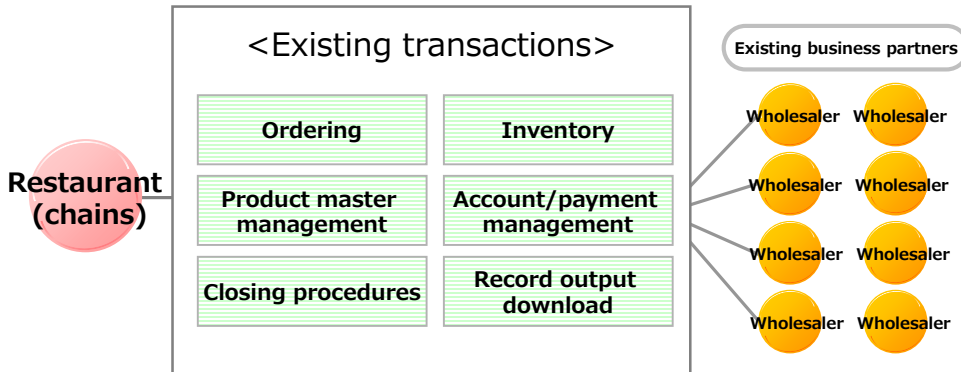 <Existing transactions>
Existing business partners
Restaurant
(chains)
Ordering
Inventory
Product master
management
Account/payment
management
Closing procedures
Record output
download
Wholesaler Wholesaler
Wholesaler Wholesaler
Wholesaler Wholesaler
Wholesaler Wholesaler